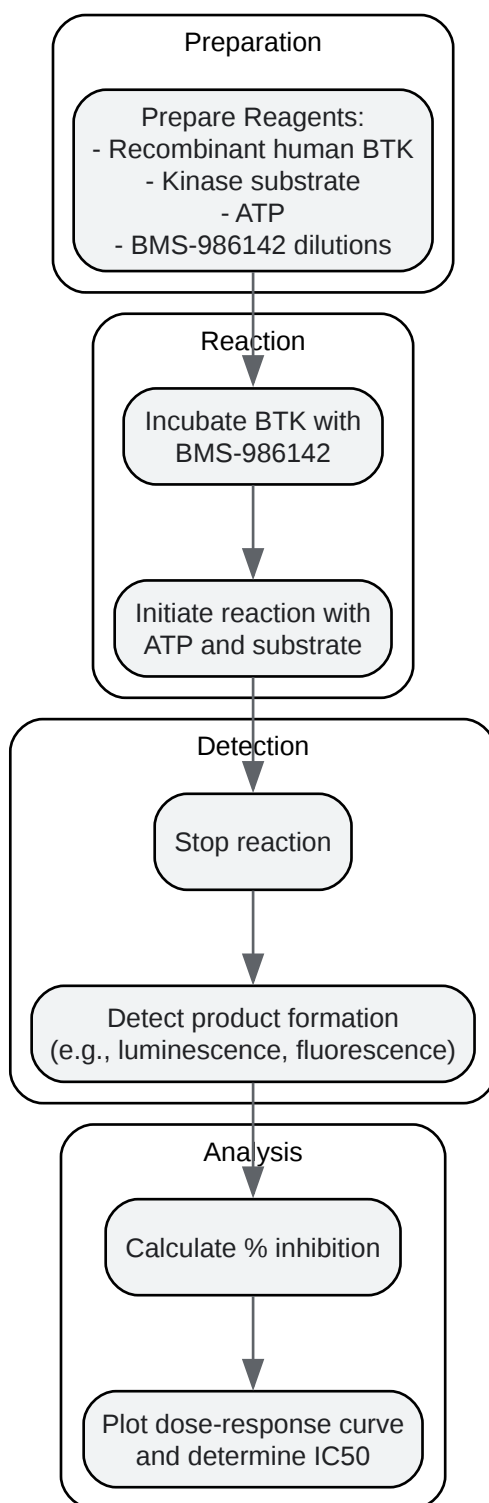 Preparation
Prepare Reagents:
- Recombinant human BTK
- Kinase substrate
- ATP
- BMS-986142 dilutions
Reaction
Incubate BTK with
BMS-986142
Initiate reaction with
ATP and substrate
Detection
Stop reaction
Detect product formation
(e.g., luminescence, fluorescence)
Analysis
Calculate % inhibition
Plot dose-response curve
and determine IC50